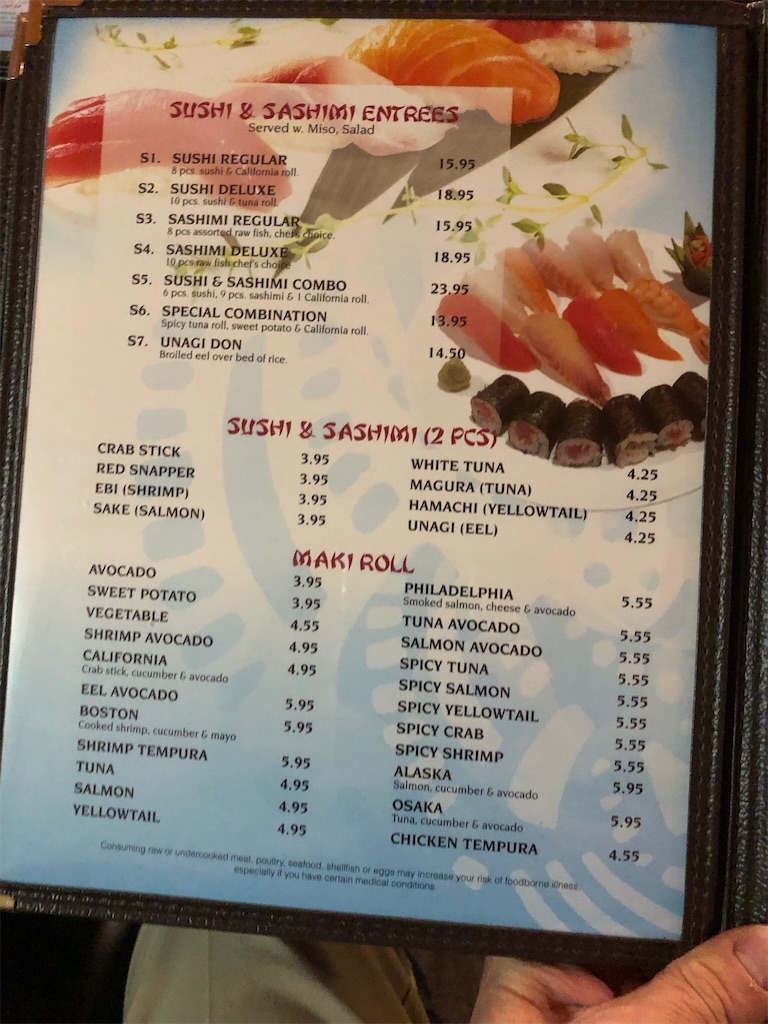 SUSHI & SASHIMI ENTREES
Served w. Miso, Salad
S1. SUSHI REGULAR 15.95
8 pcs. sushi & California roll.
S2. SUSHI DELUXE 18.95
10 pcs. sushi & tuna roll.
S3. SASHIMI REGULAR 15.95
8 pcs assorted raw fish, chef's choice.
S4. SASHIMI DELUXE 18.95
10 pcs raw fish chef's choice
S5. SUSHI & SASHIMI COMBO 23.95
6 pcs. sushi, 9 pcs. sashimi & 1 California roll.
S6. SPECIAL COMBINATION 13.95
Spicy tuna roll, sweet potato & California roll.
S7. UNAGI DON 14.50
Broiled eel over bed of rice.
SUSHI & SASHIMI (2 PCS)
CRAB STICK 3.95
RED SNAPPER 3.95
EBI (SHRIMP) 3.95
SAKE (SALMON) 3.95
WHITE TUNA 4.25
MAGURA (TUNA) 4.25
HAMACHI (YELLOWTAIL) 4.25
UNAGI (EEL) 4.25
MAKI ROLL
AVOCADO 3.95
SWEET POTATO 3.95
VEGETABLE 4.55
SHRIMP AVOCADO 4.95
CALIFORNIA 4.95
Crab stick, cucumber & avocado
EEL AVOCADO 5.95
BOSTON 5.95
Cooked shrimp, cucumber & mayo
SHRIMP TEMPURA 5.95
TUNA 4.95
SALMON 4.95
YELLOWTAIL 4.95
PHILADELPHIA 5.55
Smoked salmon, cheese & avocado
TUNA AVOCADO 5.55
SALMON AVOCADO 5.55
SPICY TUNA 5.55
SPICY SALMON 5.55
SPICY YELLOWTAIL 5.55
SPICY CRAB 5.55
SPICY SHRIMP 5.55
ALASKA 5.95
Salmon, cucumber & avocado
OSAKA 5.95
Tuna, cucumber & avocado
CHICKEN TEMPURA 4.55
Consuming raw or undercooked meat, poultry, seafood, shellfish or eggs may increase your risk of foodborne illness,
especially if you have certain medical conditions.